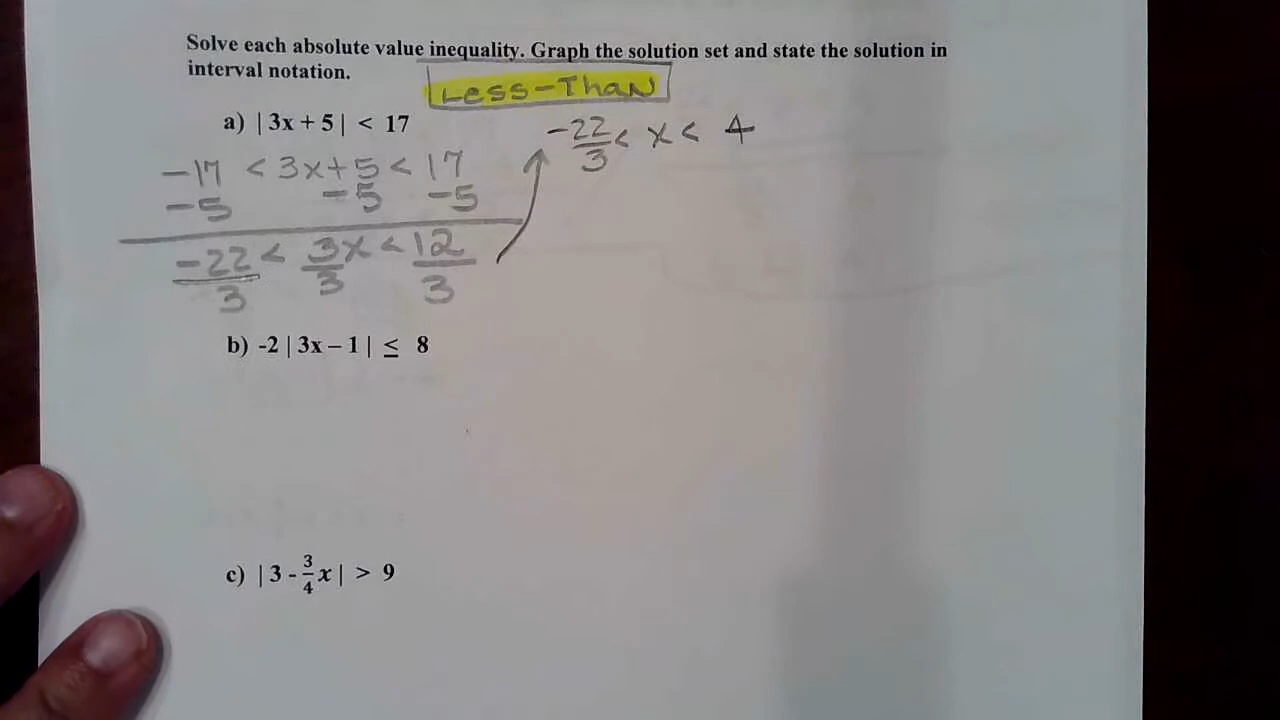 Solve each absolute value inequality. Graph the solution set and state the solution in
interval notation.
Less-Than
a) | 3x + 5 | < 17
-22/3 < x < 4
-17 < 3x+5 < 17
-5 -5 -5
-22/3 < 3x/3 < 12/3
b) -2 | 3x – 1 | ≤ 8
c) | 3 - 3/4 x | > 9